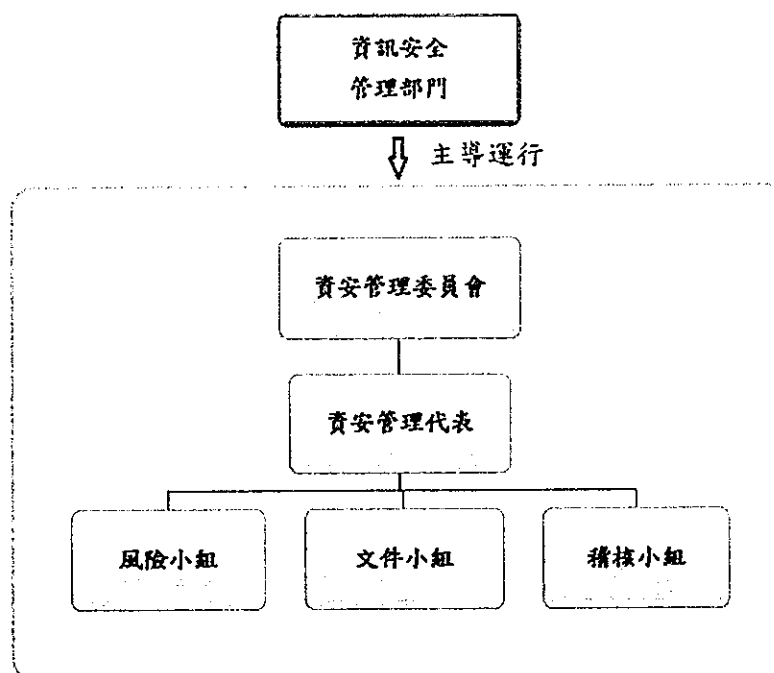 資訊安全
管理部門
主導運行
資安管理委員會
資安管理代表
風險小組
文件小組
稽核小組